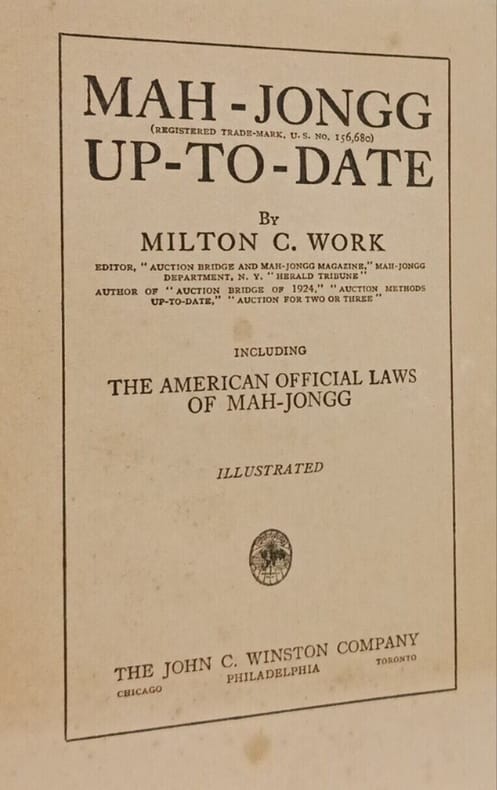 MAH-JONGG
(REGISTERED TRADE-MARK, U. S. NO. 156,680)
UP-TO-DATE
By
MILTON C. WORK
EDITOR, "AUCTION BRIDGE AND MAH-JONGG MAGAZINE," MAH-JONGG
DEPARTMENT, N. Y. "HERALD TRIBUNE"
AUTHOR OF "AUCTION BRIDGE OF 1924," "AUCTION METHODS
UP-TO-DATE," "AUCTION FOR TWO OR THREE"
INCLUDING
THE AMERICAN OFFICIAL LAWS
OF MAH-JONGG
ILLUSTRATED
THE JOHN C. WINSTON COMPANY
CHICAGO PHILADELPHIA TORONTO